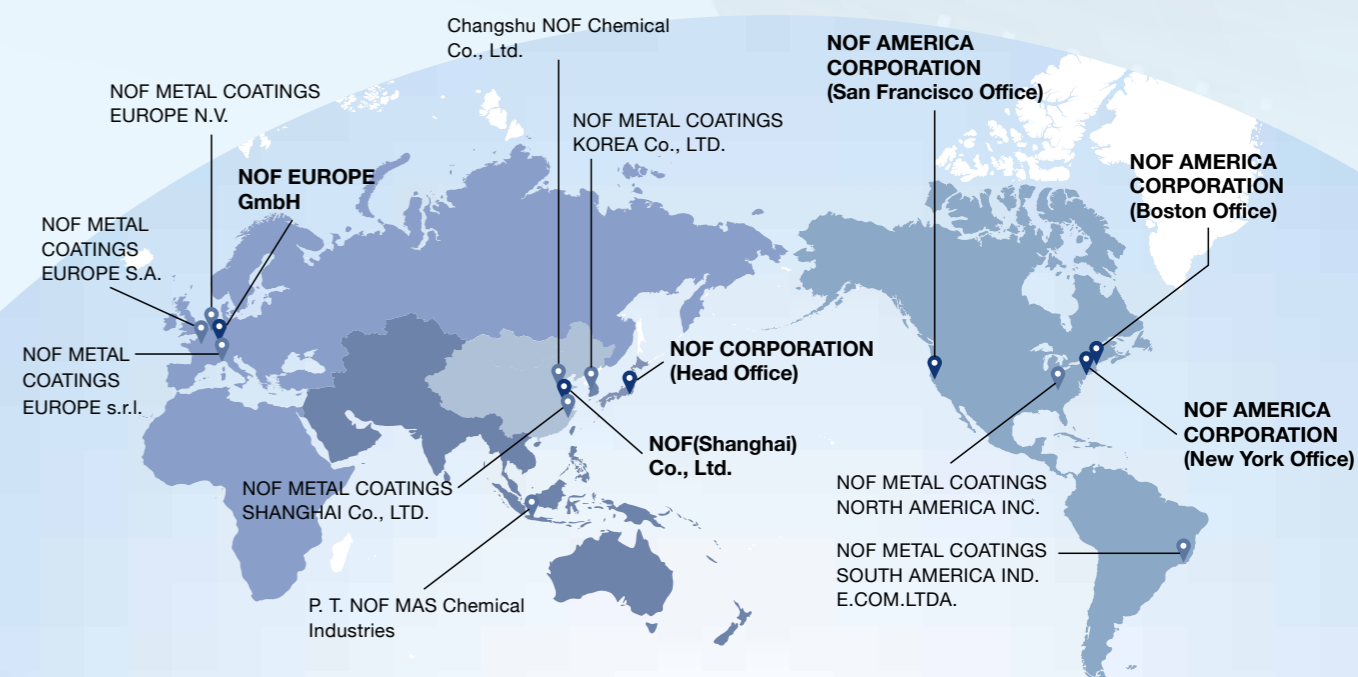 Changshu NOF Chemical
Co., Ltd.
NOF AMERICA
CORPORATION
(San Francisco Office)
NOF METAL COATINGS
EUROPE N.V.
NOF METAL COATINGS
KOREA Co., LTD.
NOF AMERICA
CORPORATION
(Boston Office)
NOF EUROPE
GmbH
NOF METAL
COATINGS
EUROPE S.A.
NOF METAL
COATINGS
EUROPE s.r.l.
NOF CORPORATION
(Head Office)
NOF AMERICA
CORPORATION
(New York Office)
NOF(Shanghai)
Co., Ltd.
NOF METAL COATINGS
SHANGHAI Co., LTD.
NOF METAL COATINGS
NORTH AMERICA INC.
NOF METAL COATINGS
SOUTH AMERICA IND.
E.COM.LTDA.
P. T. NOF MAS Chemical
Industries